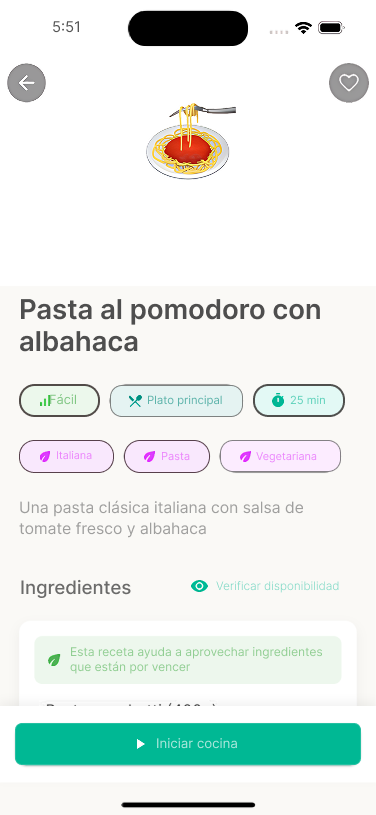 5:51
Pasta al pomodoro con
albahaca
Fácil
Plato principal
25 min
Italiana
Pasta
Vegetariana
Una pasta clásica italiana con salsa de
tomate fresco y albahaca
Ingredientes
Verificar disponibilidad
Esta receta ayuda a aprovechar ingredientes
que están por vencer
Iniciar cocina